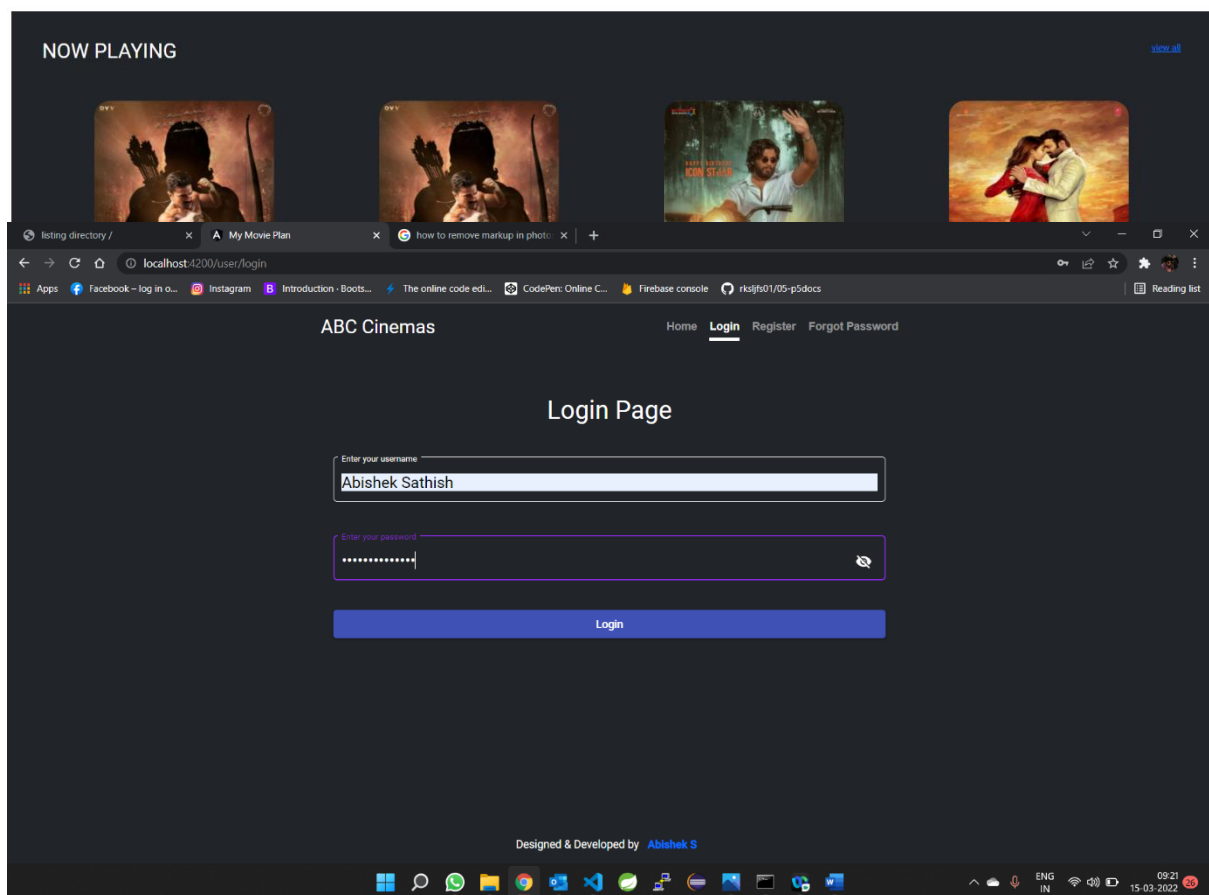 NOW PLAYING
view all
HAPPY BIRTHDAY
ICON STAAR
listing directory /
My Movie Plan
how to remove markup in photo
localhost:4200/user/login
Apps
Facebook – log in o...
Instagram
Introduction · Boots...
The online code edi...
CodePen: Online C...
Firebase console
rksljfs01/05-p5docs
Reading list
ABC Cinemas
Home Login Register Forgot Password
Login Page
Enter your username
Abishek Sathish
Enter your password
••••••••••••••
Login
Designed & Developed by Abishek S
ENG
IN
09:21
15-03-2022
26